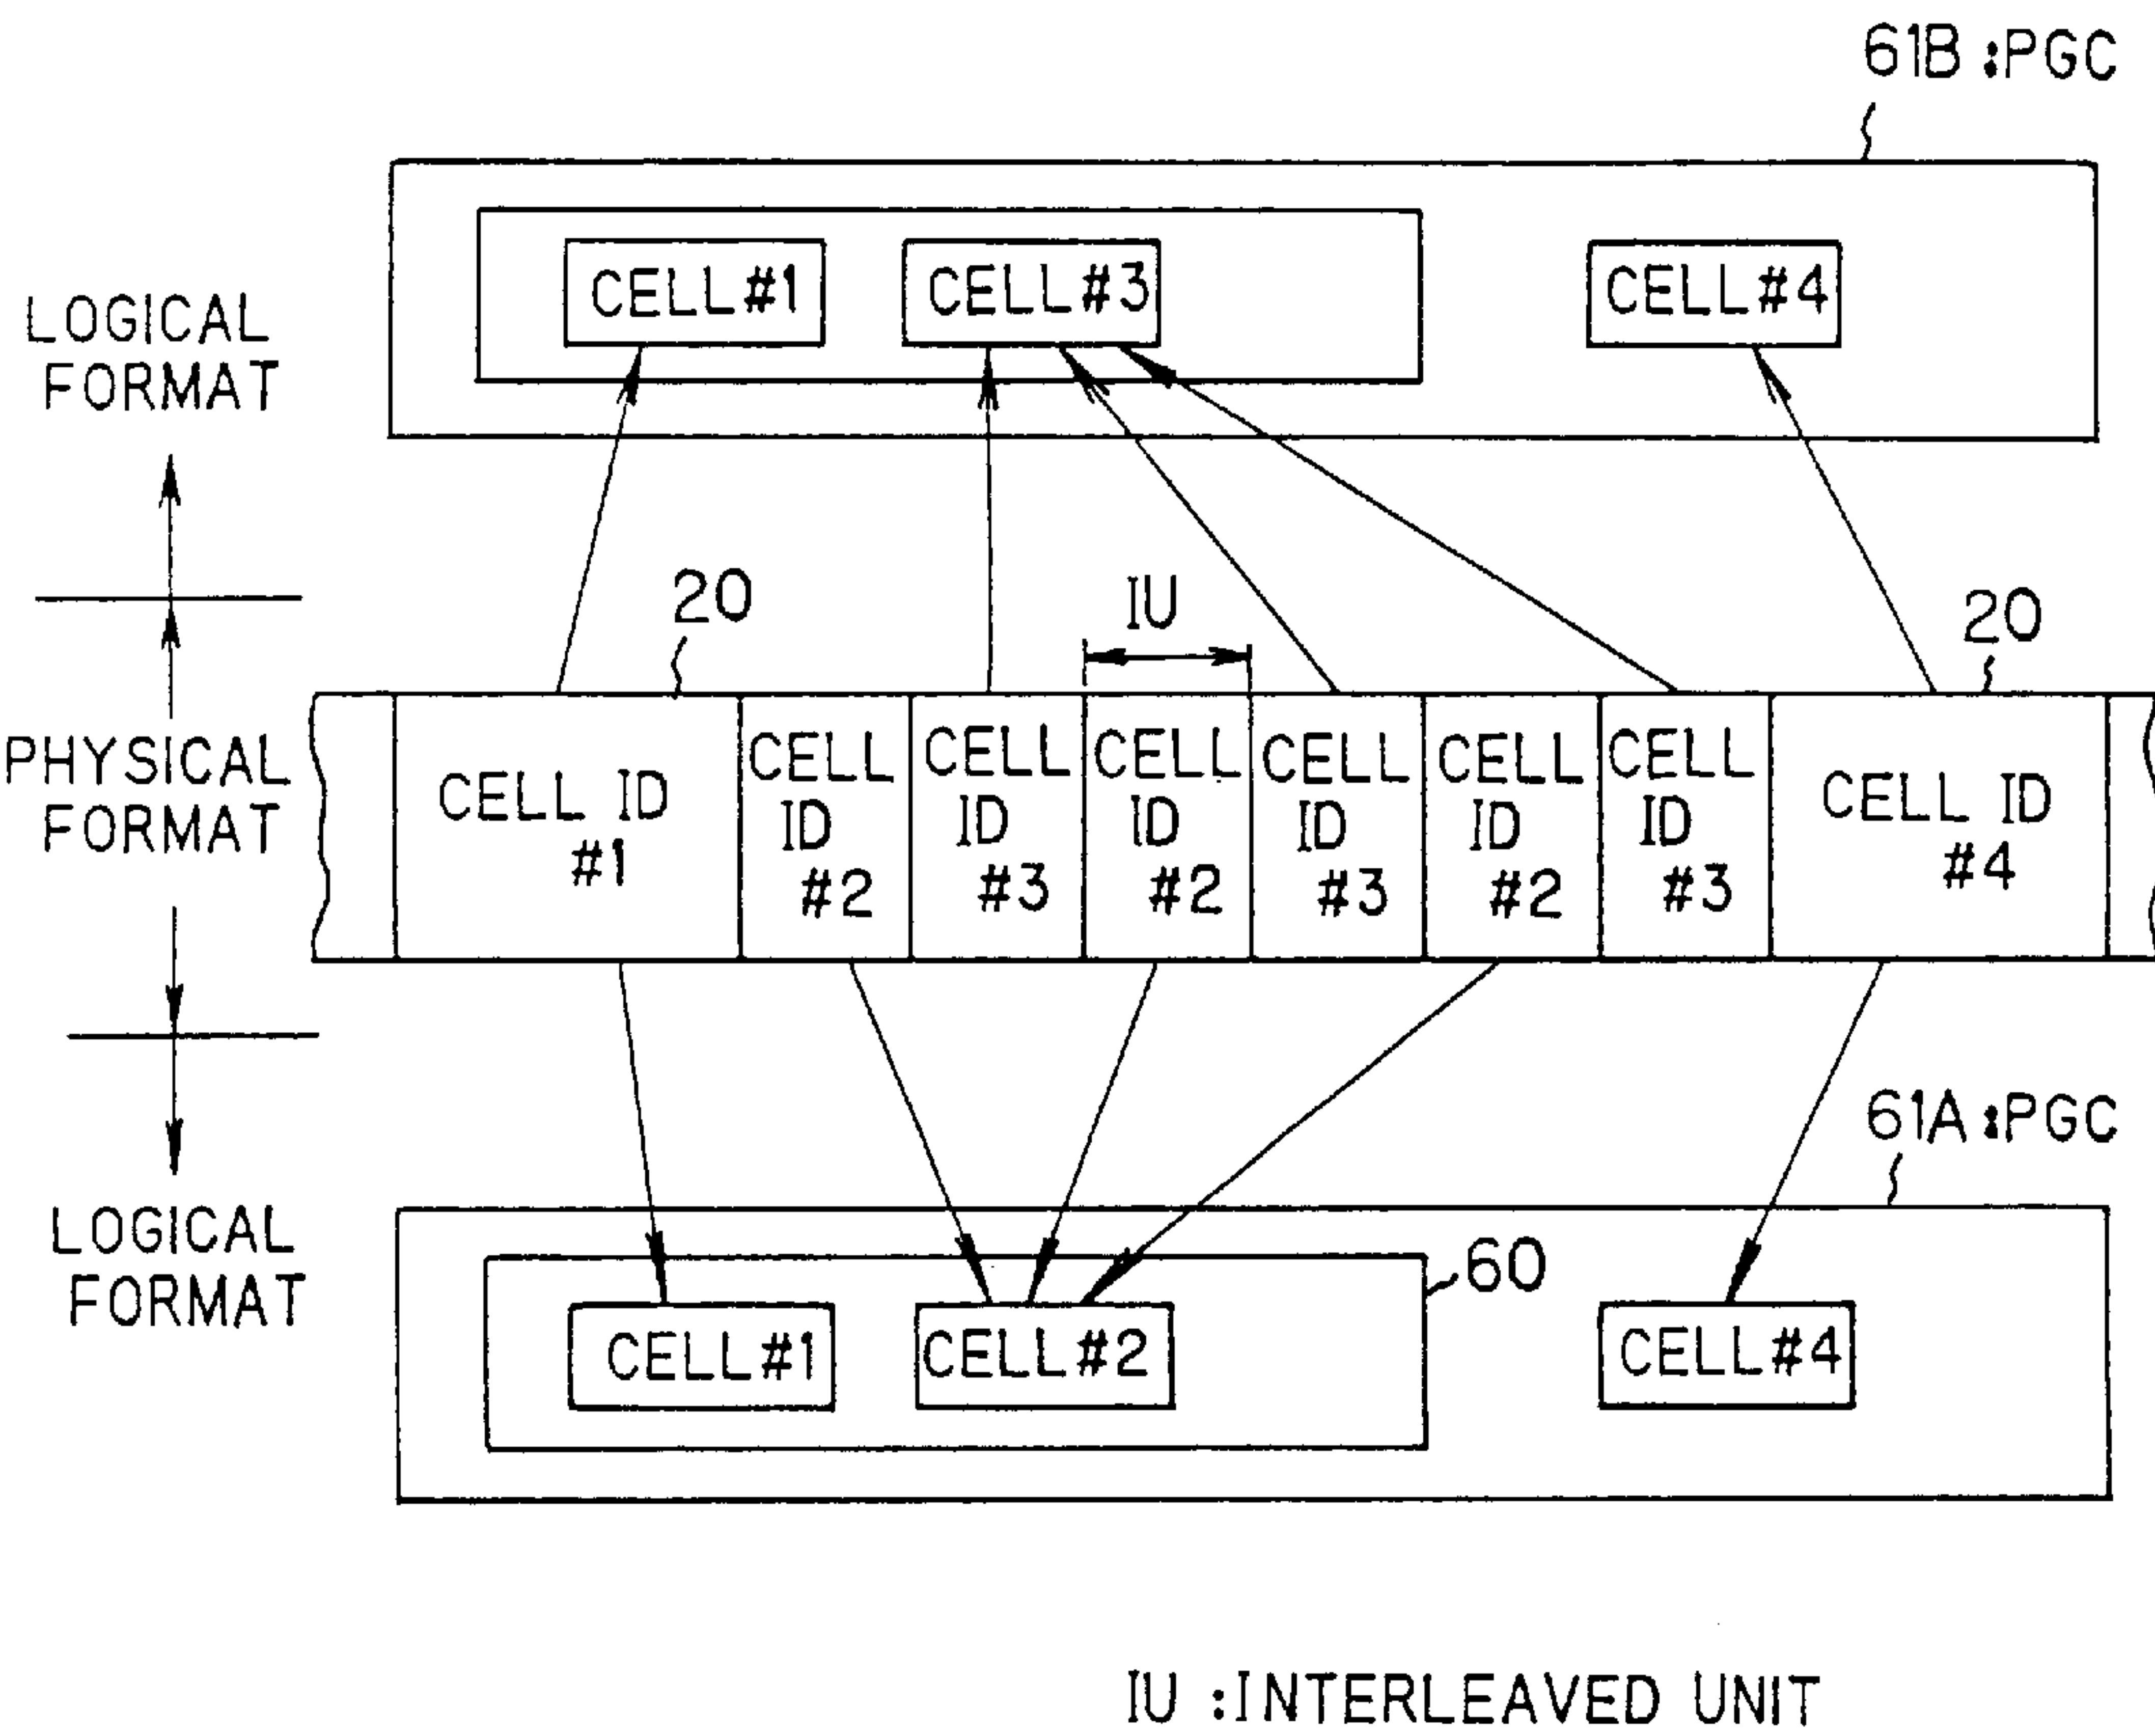 61B :PGC
CELL#1
CELL#3
CELL#4
LOGICAL
FORMAT
20
IU
20
PHYSICAL
FORMAT
CELL ID
#1
CELL
ID
#2
CELL
ID
#3
CELL
ID
#2
CELL
ID
#3
CELL
ID
#2
CELL
ID
#3
CELL ID
#4
61A :PGC
LOGICAL
FORMAT
60
CELL#1
CELL#2
CELL#4
IU :INTERLEAVED UNIT